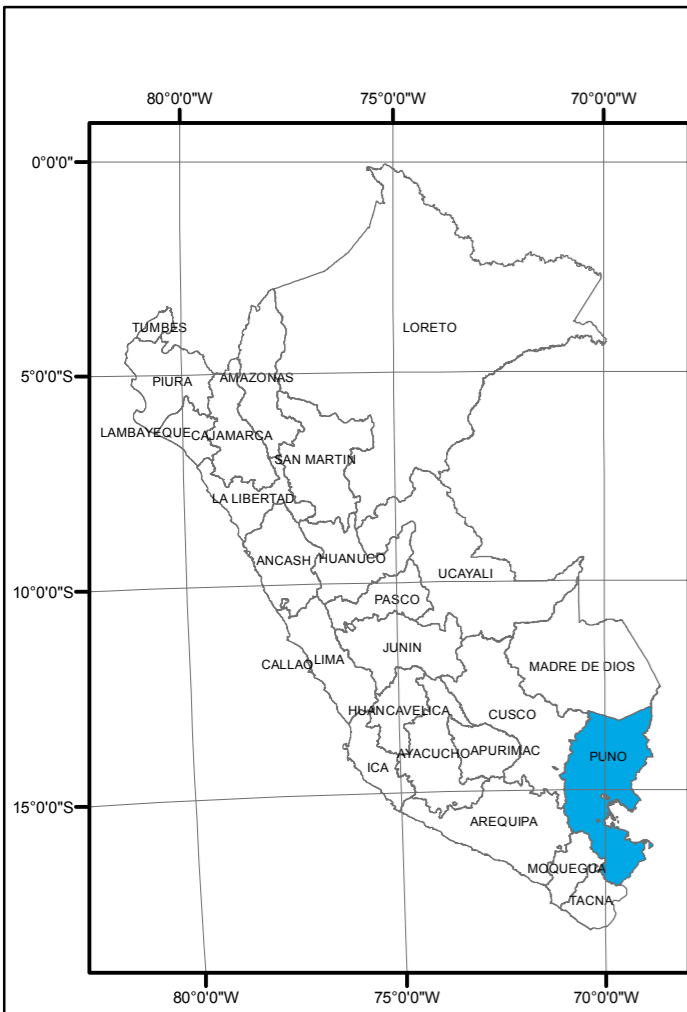 80°0'0"W 75°0'0"W 70°0'0"W
0°0'0"
LORETO
TUMBES
5°0'0"S
AMAZONAS
PIURA
LAMBAYEQUE
CAJAMARCA
SAN MARTIN
LA LIBERTAD
HUANUCO
ANCASH
UCAYALI
10°0'0"S
PASCO
JUNIN
LIMA
CALLAO
MADRE DE DIOS
HUANCAVELICA
CUSCO
AYACUCHO
APURIMAC
PUNO
ICA
15°0'0"S
AREQUIPA
MOQUEGUA
TACNA
80°0'0"W 75°0'0"W 70°0'0"W